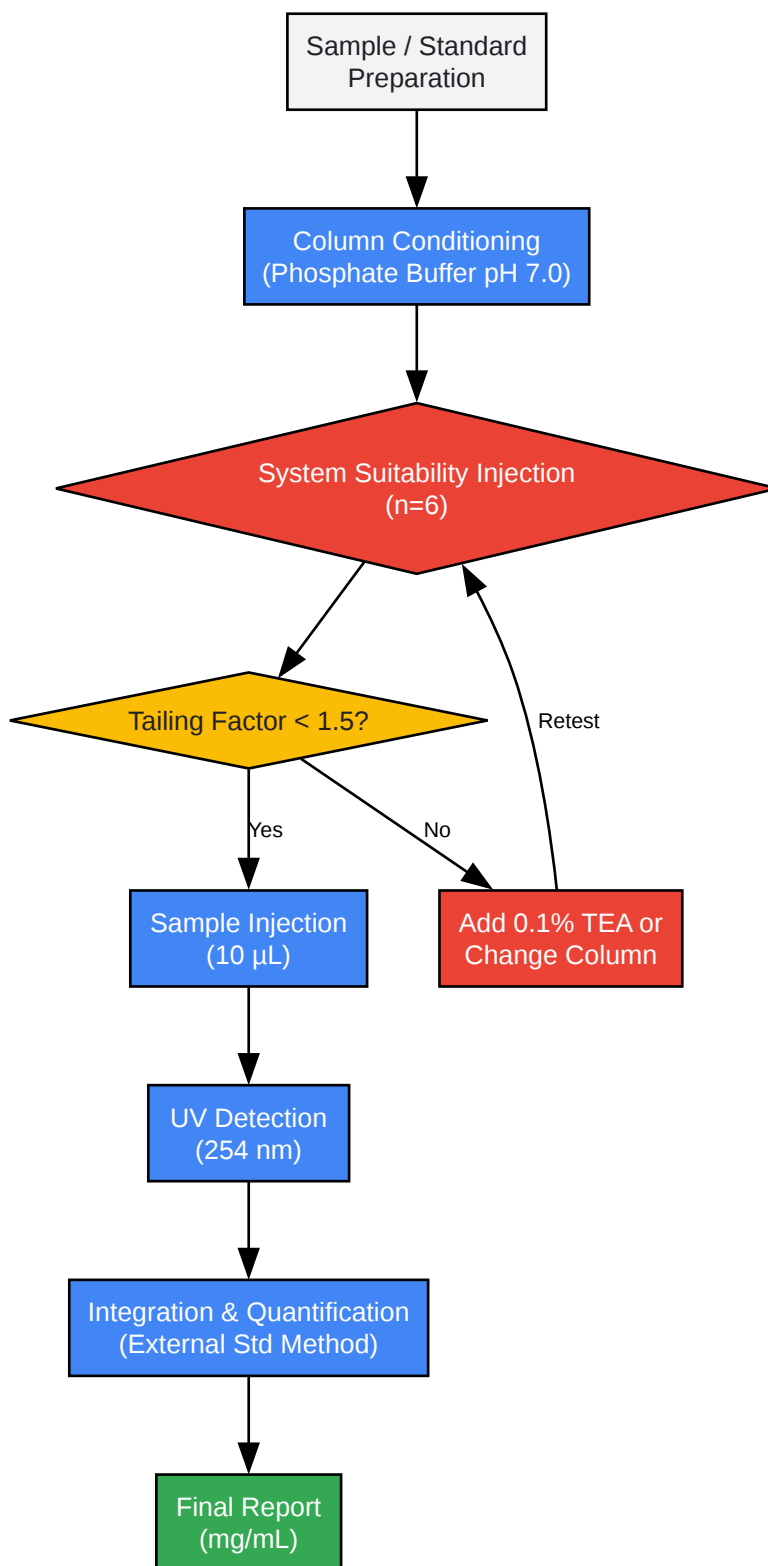 Sample / Standard
Preparation
Column Conditioning
(Phosphate Buffer pH 7.0)
System Suitability Injection
(n=6)
Tailing Factor < 1.5?
Retest
Yes
No
Sample Injection
(10 µL)
Add 0.1% TEA or
Change Column
UV Detection
(254 nm)
Integration & Quantification
(External Std Method)
Final Report
(mg/mL)